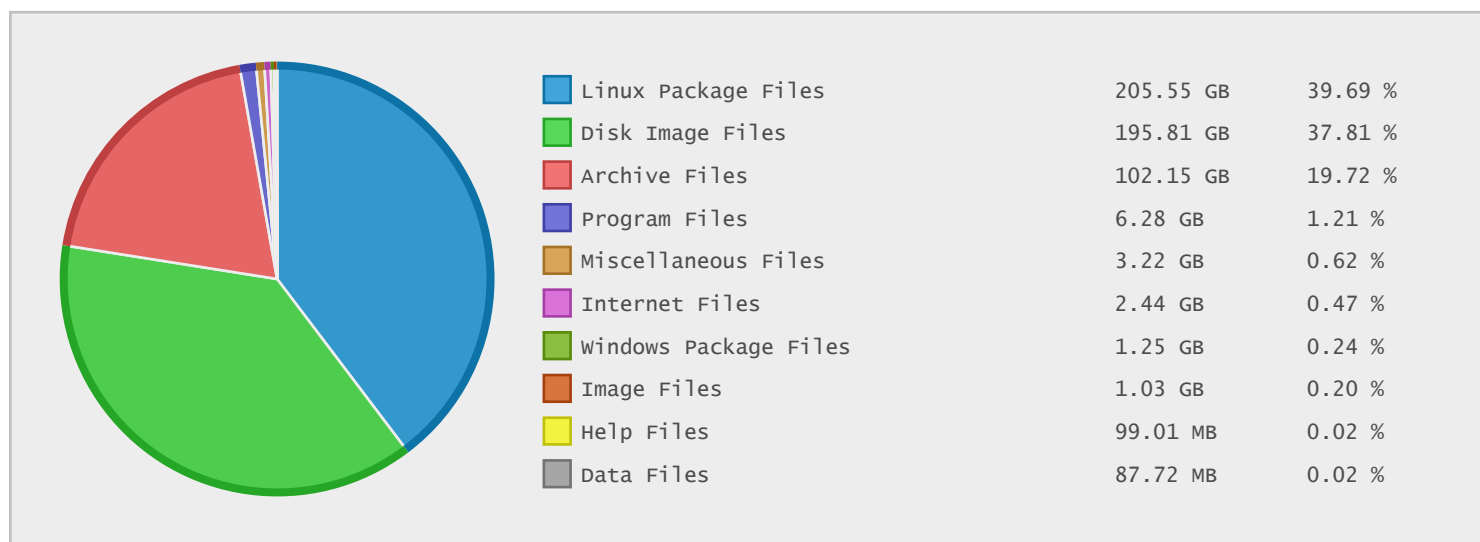 Linux Package Files 205.55 GB 39.69 %
Disk Image Files 195.81 GB 37.81 %
Archive Files 102.15 GB 19.72 %
Program Files 6.28 GB 1.21 %
Miscellaneous Files 3.22 GB 0.62 %
Internet Files 2.44 GB 0.47 %
Windows Package Files 1.25 GB 0.24 %
Image Files 1.03 GB 0.20 %
Help Files 99.01 MB 0.02 %
Data Files 87.72 MB 0.02 %